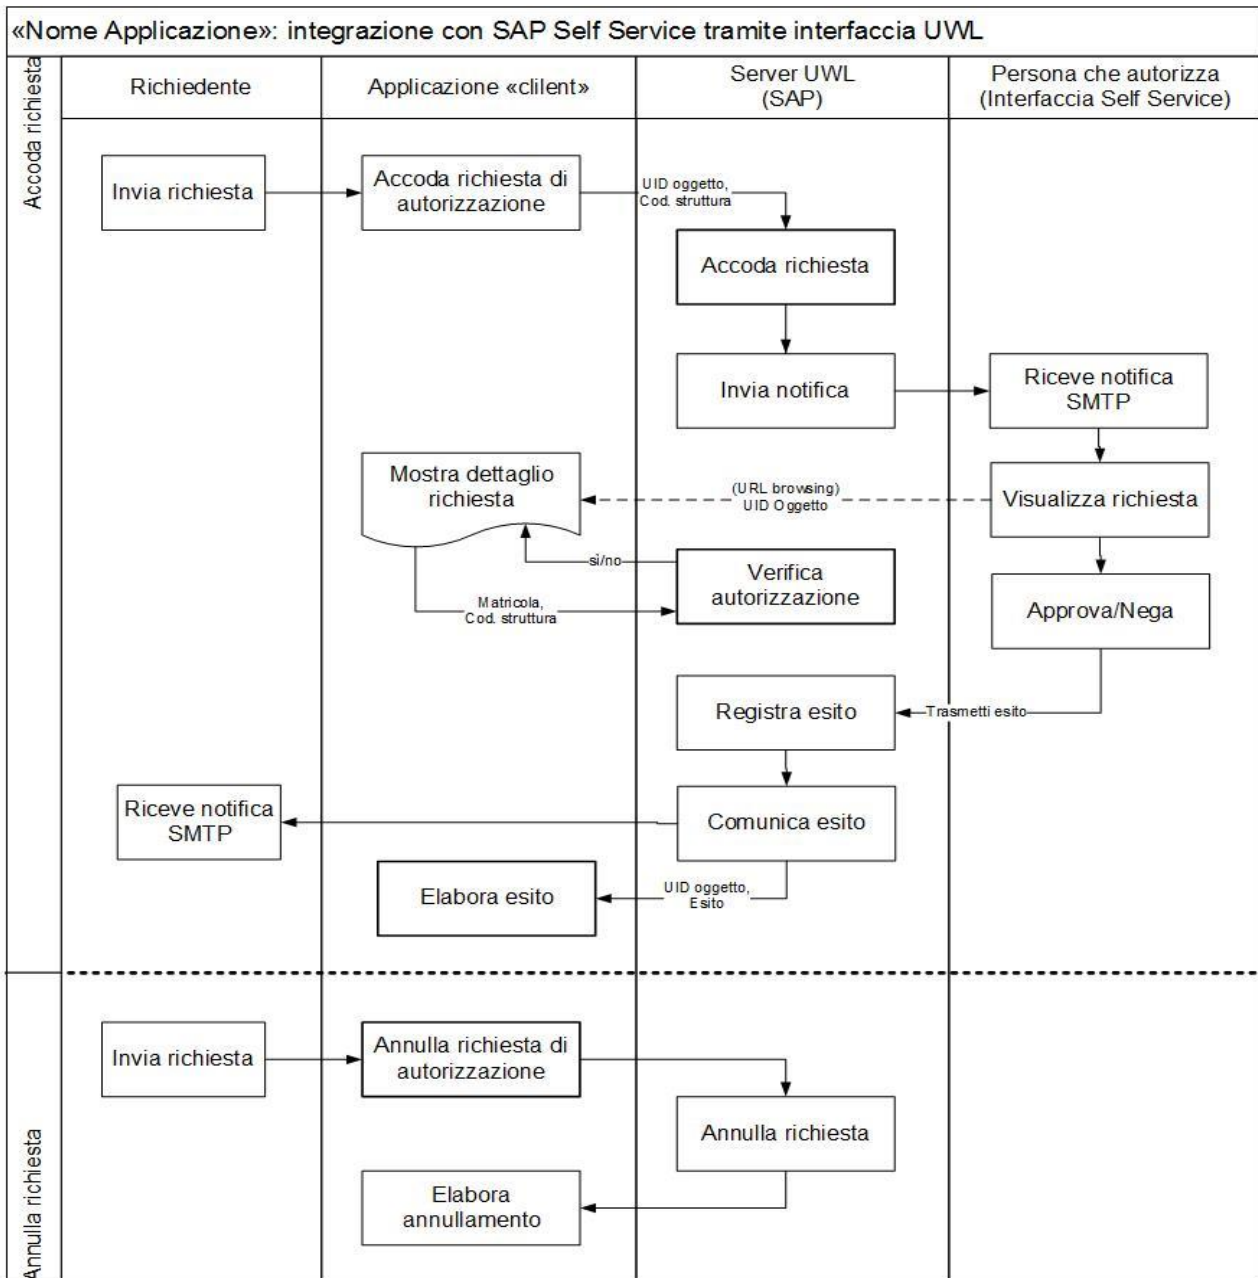 «Nome Applicazione»: integrazione con SAP Self Service tramite interfaccia UWL
Accoda richiesta
Richiedente
Applicazione «clilent»
Server UWL
(SAP)
Persona che autorizza
(Interfaccia Self Service)
Invia richiesta
Accoda richiesta di
autorizzazione
UID oggetto,
Cod. struttura
Accoda richiesta
Invia notifica
Riceve notifica
SMTP
Mostra dettaglio
richiesta
(URL browsing)
UID Oggetto
Visualizza richiesta
sì/no
Verifica
autorizzazione
Matricola,
Cod. struttura
Approva/Nega
Registra esito
Trasmetti esito
Riceve notifica
SMTP
Comunica esito
Elabora esito
UID oggetto,
Esito
Annulla richiesta
Invia richiesta
Annulla richiesta di
autorizzazione
Annulla richiesta
Elabora
annullamento